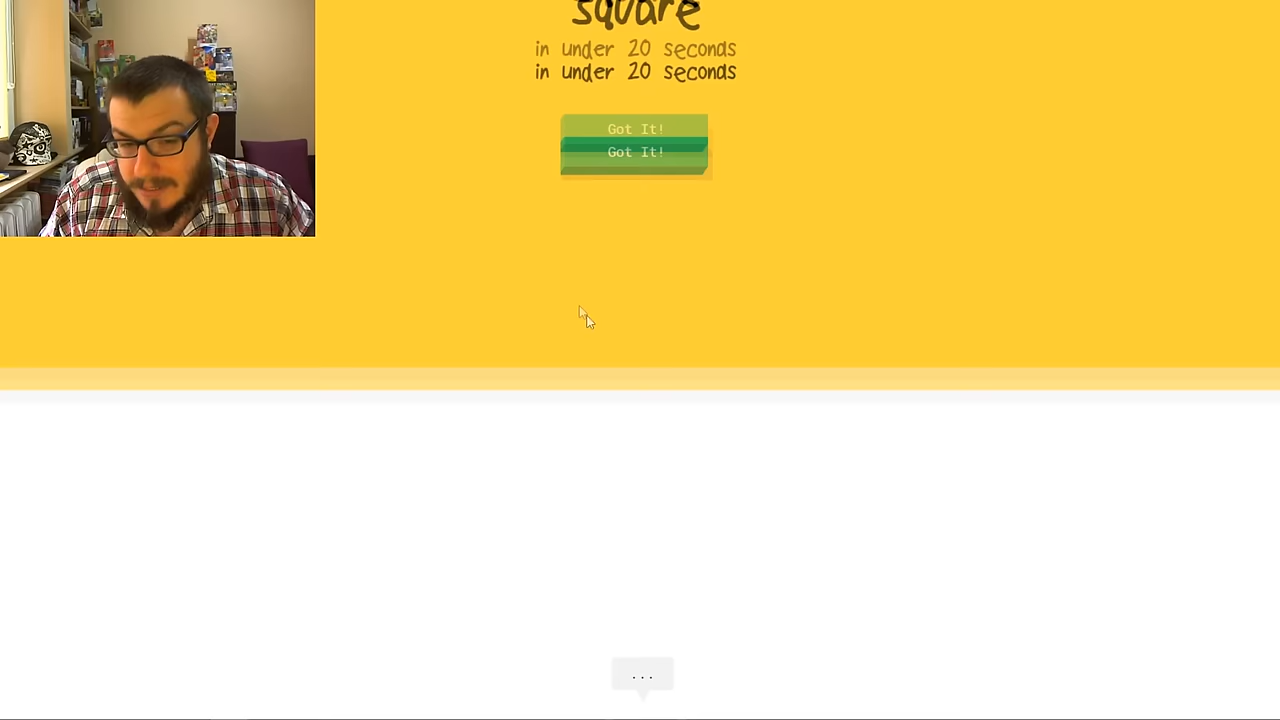 square
in under 20 seconds
in under 20 seconds
Got It!
Got It!
...